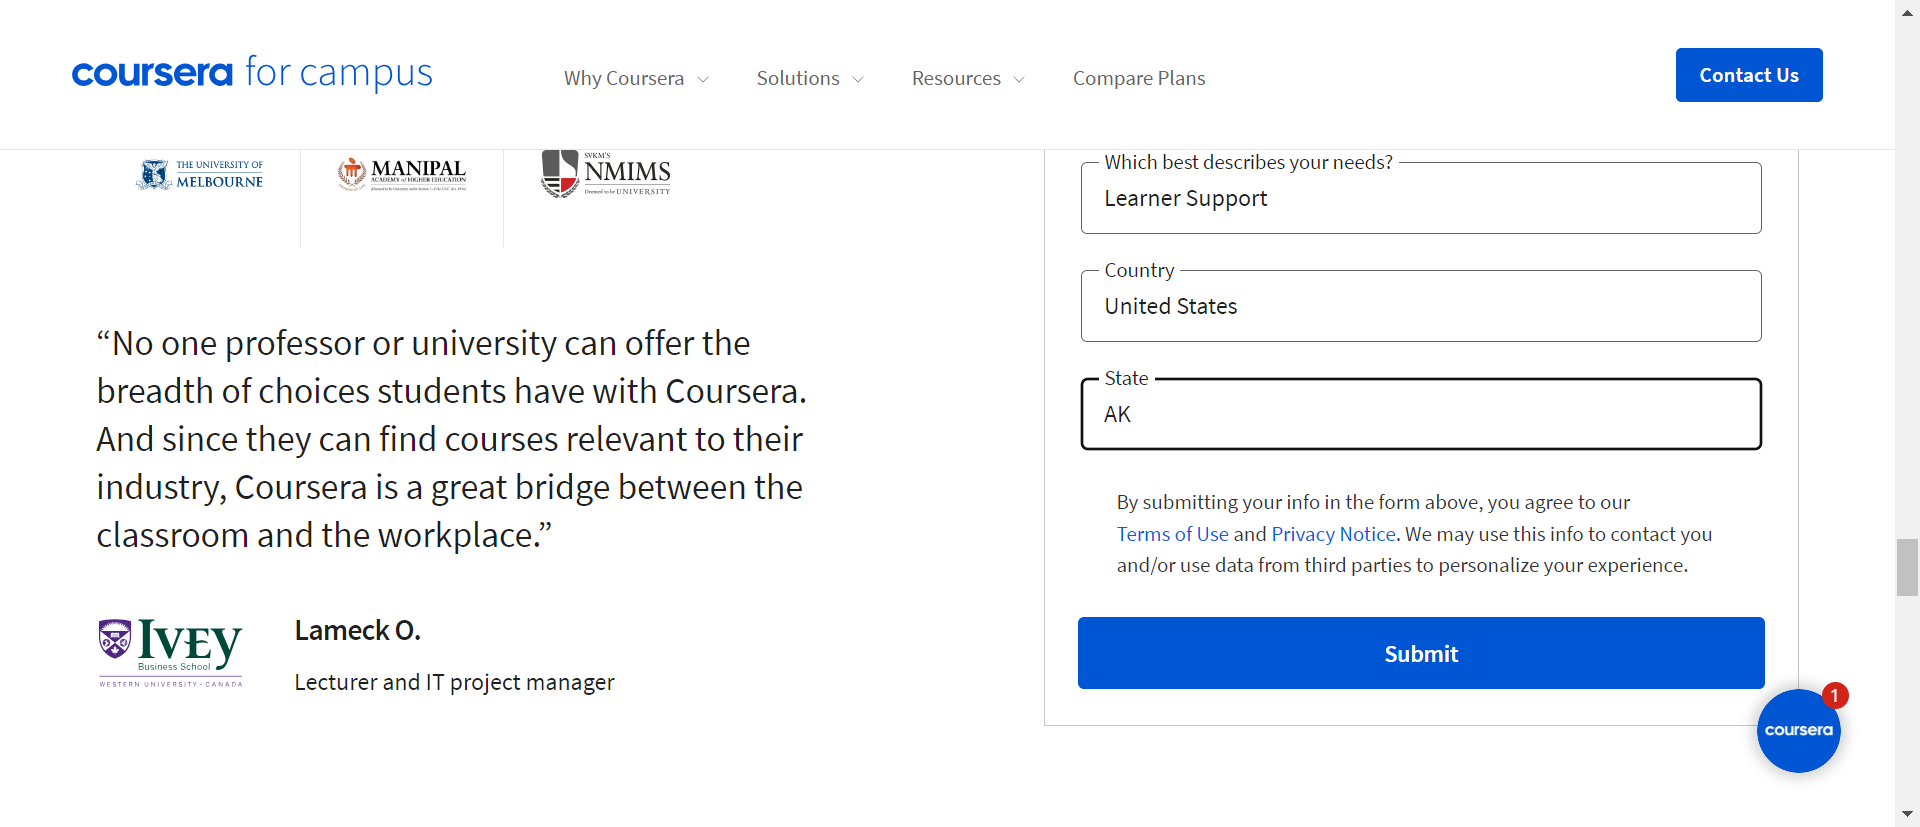 coursera for campus
Why Coursera
Solutions
Resources
Compare Plans
Contact Us
THE UNIVERSITY OF
MELBOURNE
MANIPAL
ACADEMY of HIGHER EDUCATION
SVKM'S
NMIMS
Deemed to be UNIVERSITY
“No one professor or university can offer the
breadth of choices students have with Coursera.
And since they can find courses relevant to their
industry, Coursera is a great bridge between the
classroom and the workplace.”
IVEY
Business School
WESTERN UNIVERSITY · CANADA
Lameck O.
Lecturer and IT project manager
Which best describes your needs?
Learner Support
Country
United States
State
AK
By submitting your info in the form above, you agree to our
Terms of Use and Privacy Notice. We may use this info to contact you
and/or use data from third parties to personalize your experience.
Submit
1
coursera